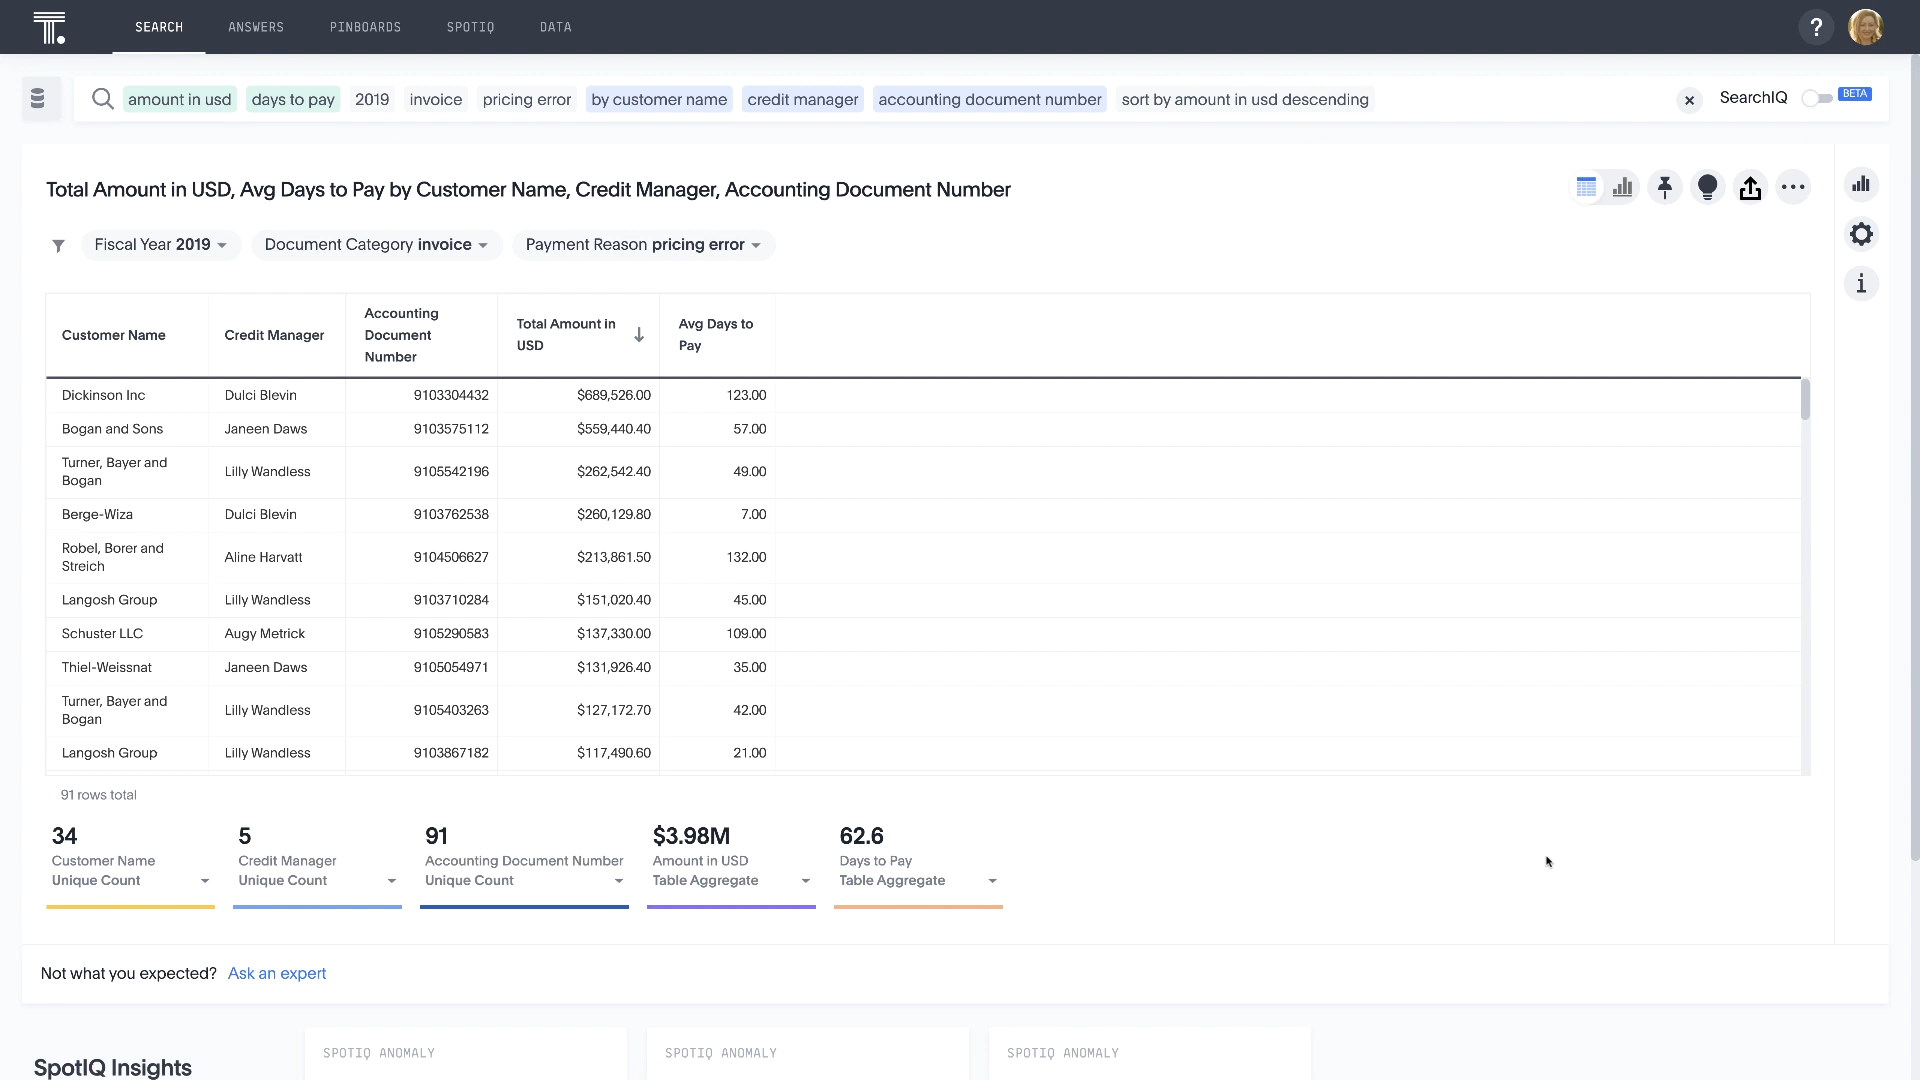 T.
SEARCH ANSWERS PINBOARDS SPOTIQ DATA ?
amount in usd days to pay 2019 invoice pricing error by customer name credit manager accounting document number sort by amount in usd descending SearchIQ BETA
Total Amount in USD, Avg Days to Pay by Customer Name, Credit Manager, Accounting Document Number
Fiscal Year 2019 Document Category invoice Payment Reason pricing error
Customer Name Credit Manager Accounting Document Number Total Amount in USD Avg Days to Pay
Dickinson Inc Dulci Blevin 9103304432 $689,526.00 123.00
Bogan and Sons Janeen Daws 9103575112 $559,440.40 57.00
Turner, Bayer and Bogan Lilly Wandless 9105542196 $262,542.40 49.00
Berge-Wiza Dulci Blevin 9103762538 $260,129.80 7.00
Robel, Borer and Streich Aline Harvatt 9104506627 $213,861.50 132.00
Langosh Group Lilly Wandless 9103710284 $151,020.40 45.00
Schuster LLC Augy Metrick 9105290583 $137,330.00 109.00
Thiel-Weissnat Janeen Daws 9105054971 $131,926.40 35.00
Turner, Bayer and Bogan Lilly Wandless 9105403263 $127,172.70 42.00
Langosh Group Lilly Wandless 9103867182 $117,490.60 21.00
91 rows total
34 5 91 $3.98M 62.6
Customer Name Credit Manager Accounting Document Number Amount in USD Days to Pay
Unique Count Unique Count Unique Count Table Aggregate Table Aggregate
Not what you expected? Ask an expert
SpotIQ Insights SPOTIQ ANOMALY SPOTIQ ANOMALY SPOTIQ ANOMALY